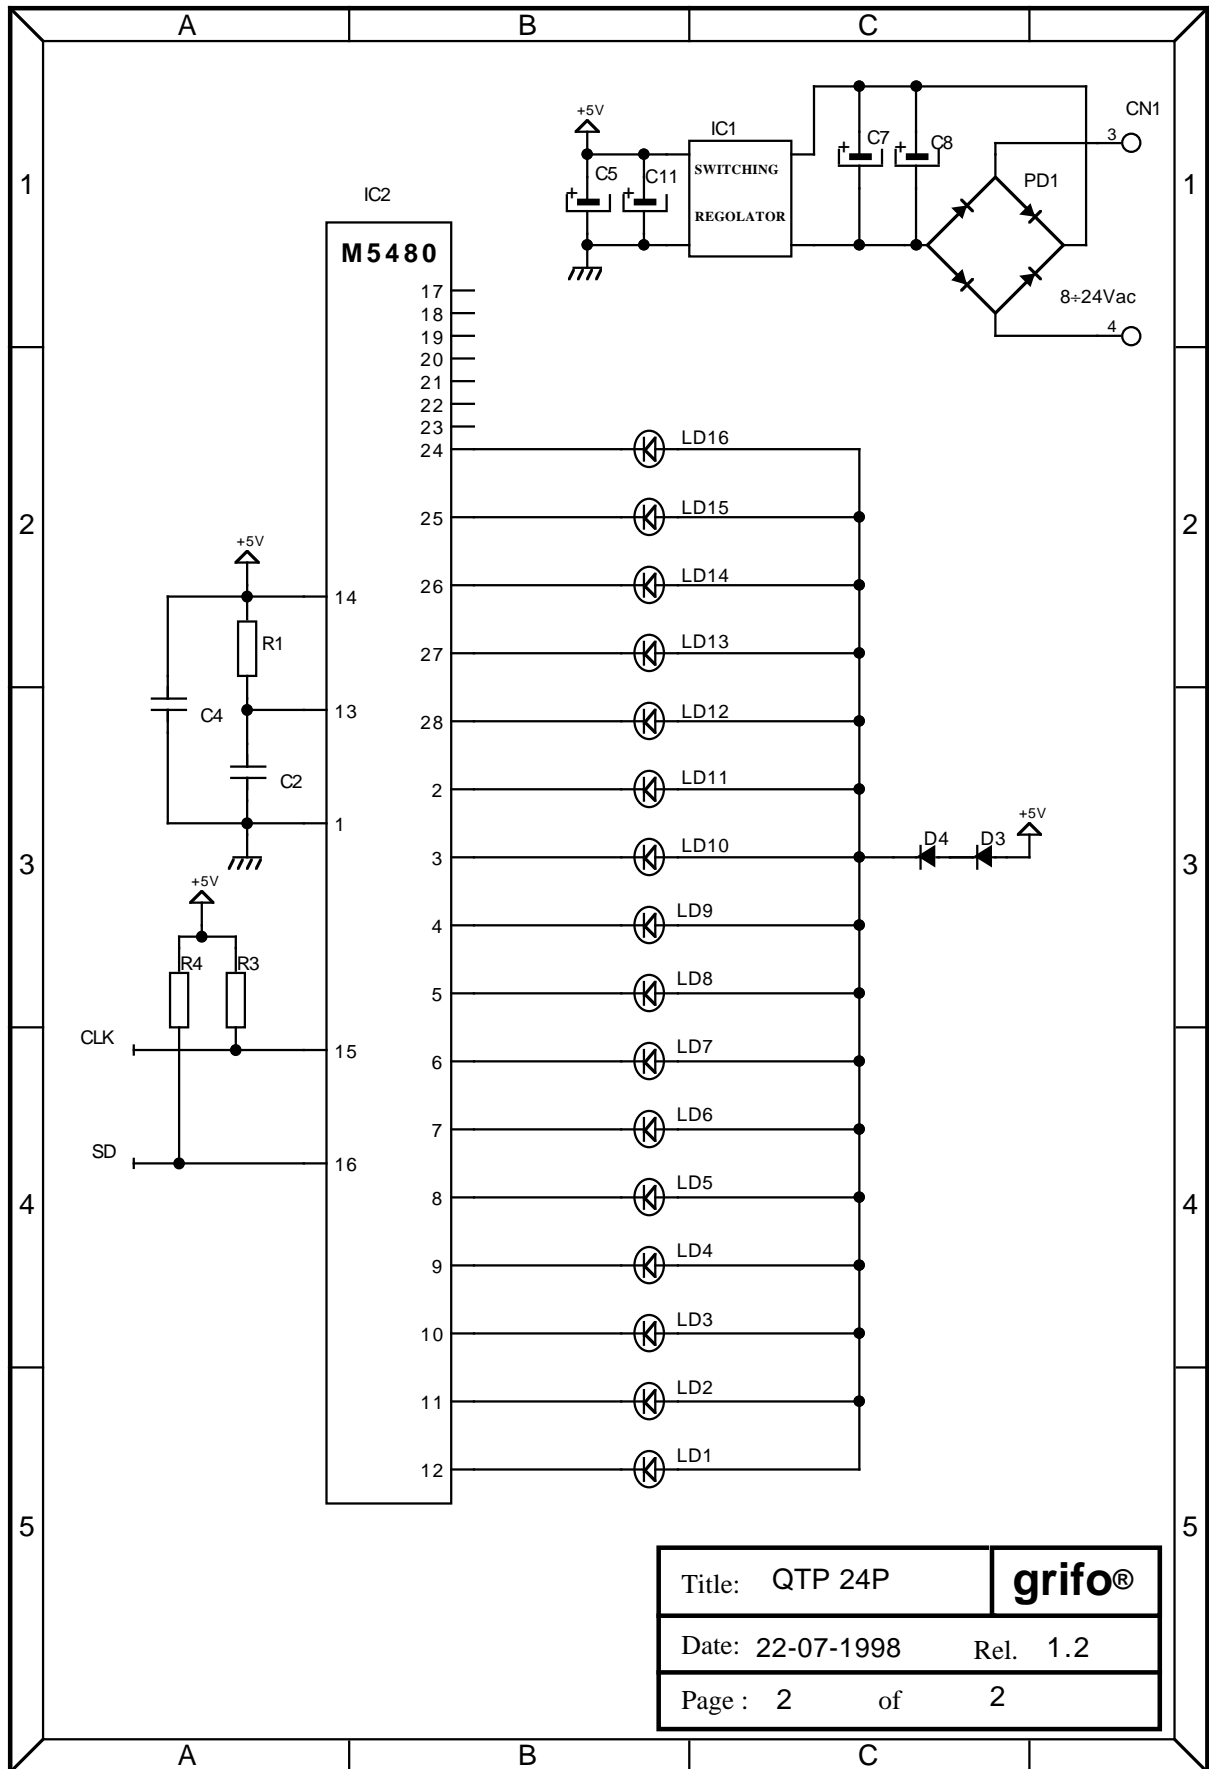 A B C
+5V
IC1
CN1
3
C7
C8
C5
C11
SWITCHING
REGOLATOR
PD1
1
1
IC2
M5480
8÷24Vac
4
17
18
19
20
21
22
23
24
LD16
25
LD15
2
2
+5V
26
LD14
14
R1
27
LD13
C4
13
28
LD12
C2
2
LD11
1
+5V
3
3
LD10
D4
D3
3
+5V
4
LD9
R4
R3
5
LD8
CLK
15
6
LD7
7
LD6
SD
16
8
LD5
4
4
9
LD4
10
LD3
11
LD2
12
LD1
5
5
Title: QTP 24P
grifo®
Date: 22-07-1998 Rel. 1.2
Page : 2 of 2
A B C